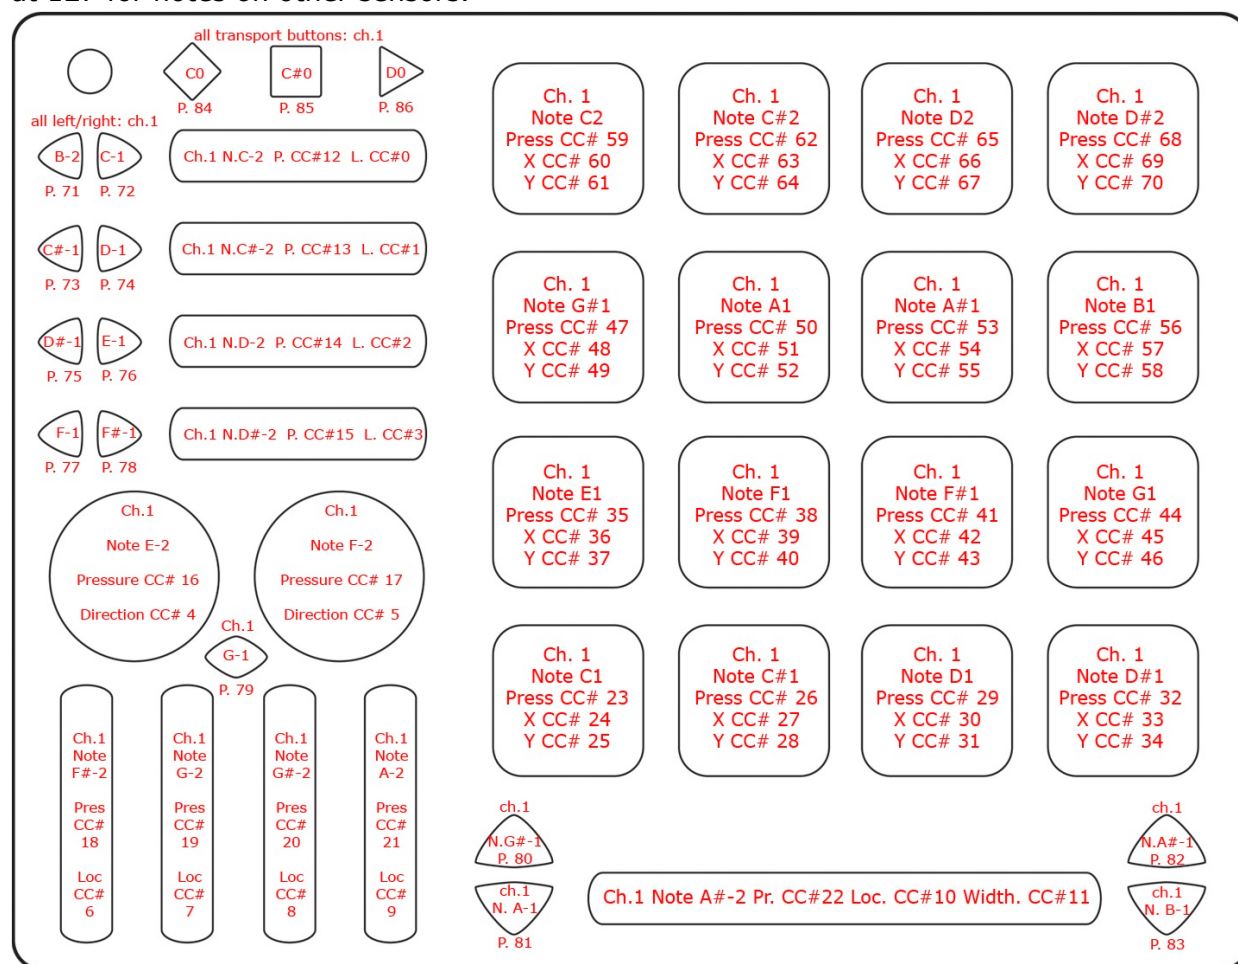 at 127 for notes on other sensors.
all transport buttons: ch.1
C0
C#0
D0
P. 84
P. 85
P. 86
all left/right: ch.1
B-2
C-1
P. 71
P. 72
Ch.1 N.C-2 P. CC#12 L. CC#0
C#-1
D-1
P. 73
P. 74
Ch.1 N.C#-2 P. CC#13 L. CC#1
D#-1
E-1
P. 75
P. 76
Ch.1 N.D-2 P. CC#14 L. CC#2
F-1
F#-1
P. 77
P. 78
Ch.1 N.D#-2 P. CC#15 L. CC#3
Ch.1
Note E-2
Pressure CC# 16
Direction CC# 4
Ch.1
Note F-2
Pressure CC# 17
Direction CC# 5
Ch.1
G-1
P. 79
Ch.1
Note
F#-2
Pres
CC#
18
Loc
CC#
6
Ch.1
Note
G-2
Pres
CC#
19
Loc
CC#
7
Ch.1
Note
G#-2
Pres
CC#
20
Loc
CC#
8
Ch.1
Note
A-2
Pres
CC#
21
Loc
CC#
9
Ch. 1
Note C2
Press CC# 59
X CC# 60
Y CC# 61
Ch. 1
Note C#2
Press CC# 62
X CC# 63
Y CC# 64
Ch. 1
Note D2
Press CC# 65
X CC# 66
Y CC# 67
Ch. 1
Note D#2
Press CC# 68
X CC# 69
Y CC# 70
Ch. 1
Note G#1
Press CC# 47
X CC# 48
Y CC# 49
Ch. 1
Note A1
Press CC# 50
X CC# 51
Y CC# 52
Ch. 1
Note A#1
Press CC# 53
X CC# 54
Y CC# 55
Ch. 1
Note B1
Press CC# 56
X CC# 57
Y CC# 58
Ch. 1
Note E1
Press CC# 35
X CC# 36
Y CC# 37
Ch. 1
Note F1
Press CC# 38
X CC# 39
Y CC# 40
Ch. 1
Note F#1
Press CC# 41
X CC# 42
Y CC# 43
Ch. 1
Note G1
Press CC# 44
X CC# 45
Y CC# 46
Ch. 1
Note C1
Press CC# 23
X CC# 24
Y CC# 25
Ch. 1
Note C#1
Press CC# 26
X CC# 27
Y CC# 28
Ch. 1
Note D1
Press CC# 29
X CC# 30
Y CC# 31
Ch. 1
Note D#1
Press CC# 32
X CC# 33
Y CC# 34
ch.1
N.G#-1
P. 80
ch.1
N. A-1
P. 81
Ch.1 Note A#-2 Pr. CC#22 Loc. CC#10 Width. CC#11
ch.1
N.A#-1
P. 82
ch.1
N. B-1
P. 83